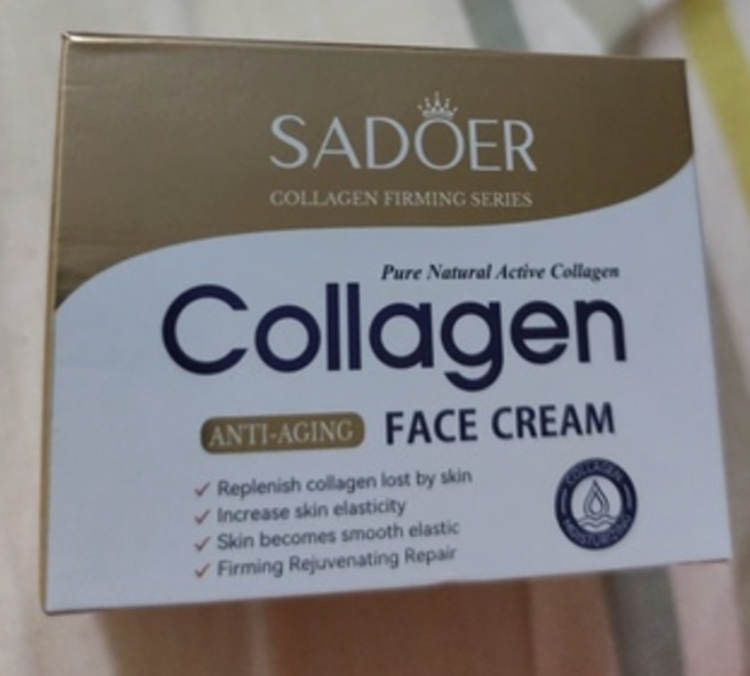 SADOER
COLLAGEN FIRMING SERIES
Pure Natural Active Collagen
Collagen
ANTI-AGING FACE CREAM
Replenish collagen lost by skin
Increase skin elasticity
Skin becomes smooth elastic
Firming Rejuvenating Repair
COLLAGEN
MOISTURIZING